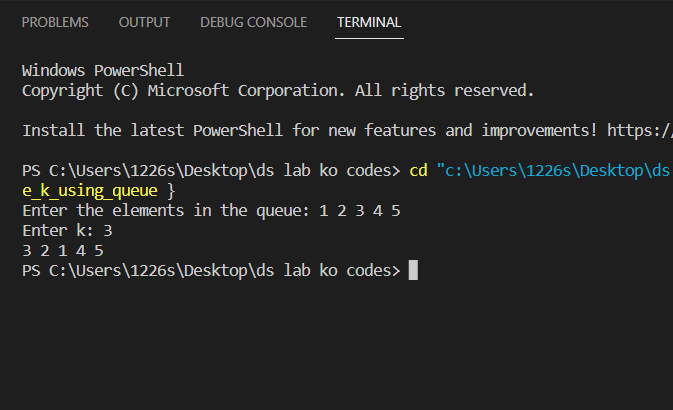 PROBLEMS OUTPUT DEBUG CONSOLE TERMINAL
Windows PowerShell
Copyright (C) Microsoft Corporation. All rights reserved.
Install the latest PowerShell for new features and improvements! https:/
PS C:\Users\1226s\Desktop\ds lab ko codes> cd "c:\Users\1226s\Desktop\ds
e_k_using_queue }
Enter the elements in the queue: 1 2 3 4 5
Enter k: 3
3 2 1 4 5
PS C:\Users\1226s\Desktop\ds lab ko codes>